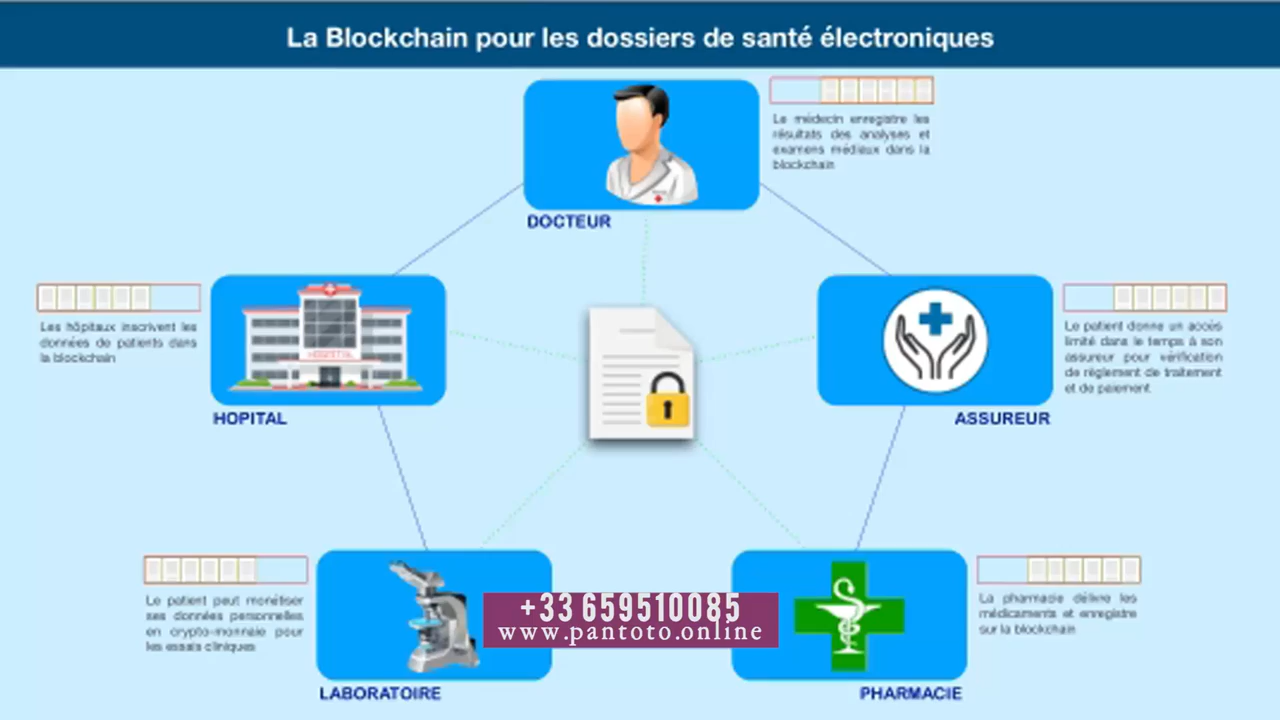 La Blockchain pour les dossiers de santé électroniques
Le médecin enregistre les
résultats des analyses et
examens médiaux dans la
blockchain
DOCTEUR
Les hôpitaux inscrivent les
données de patients dans
la blockchain
HOSPITAL
HOPITAL
Le patient donne un accès
limité dans le temps à son
assureur pour vérification
de règlement de traitement
et de paiement
ASSUREUR
Le patient peut monétiser
ses données personnelles
en crypto-monnaie pour
les essais cliniques
LABORATOIRE
+33 659510085
www.pantoto.online
La pharmacie délivre les
médicaments et enregistre
sur la blockchain
PHARMACIE